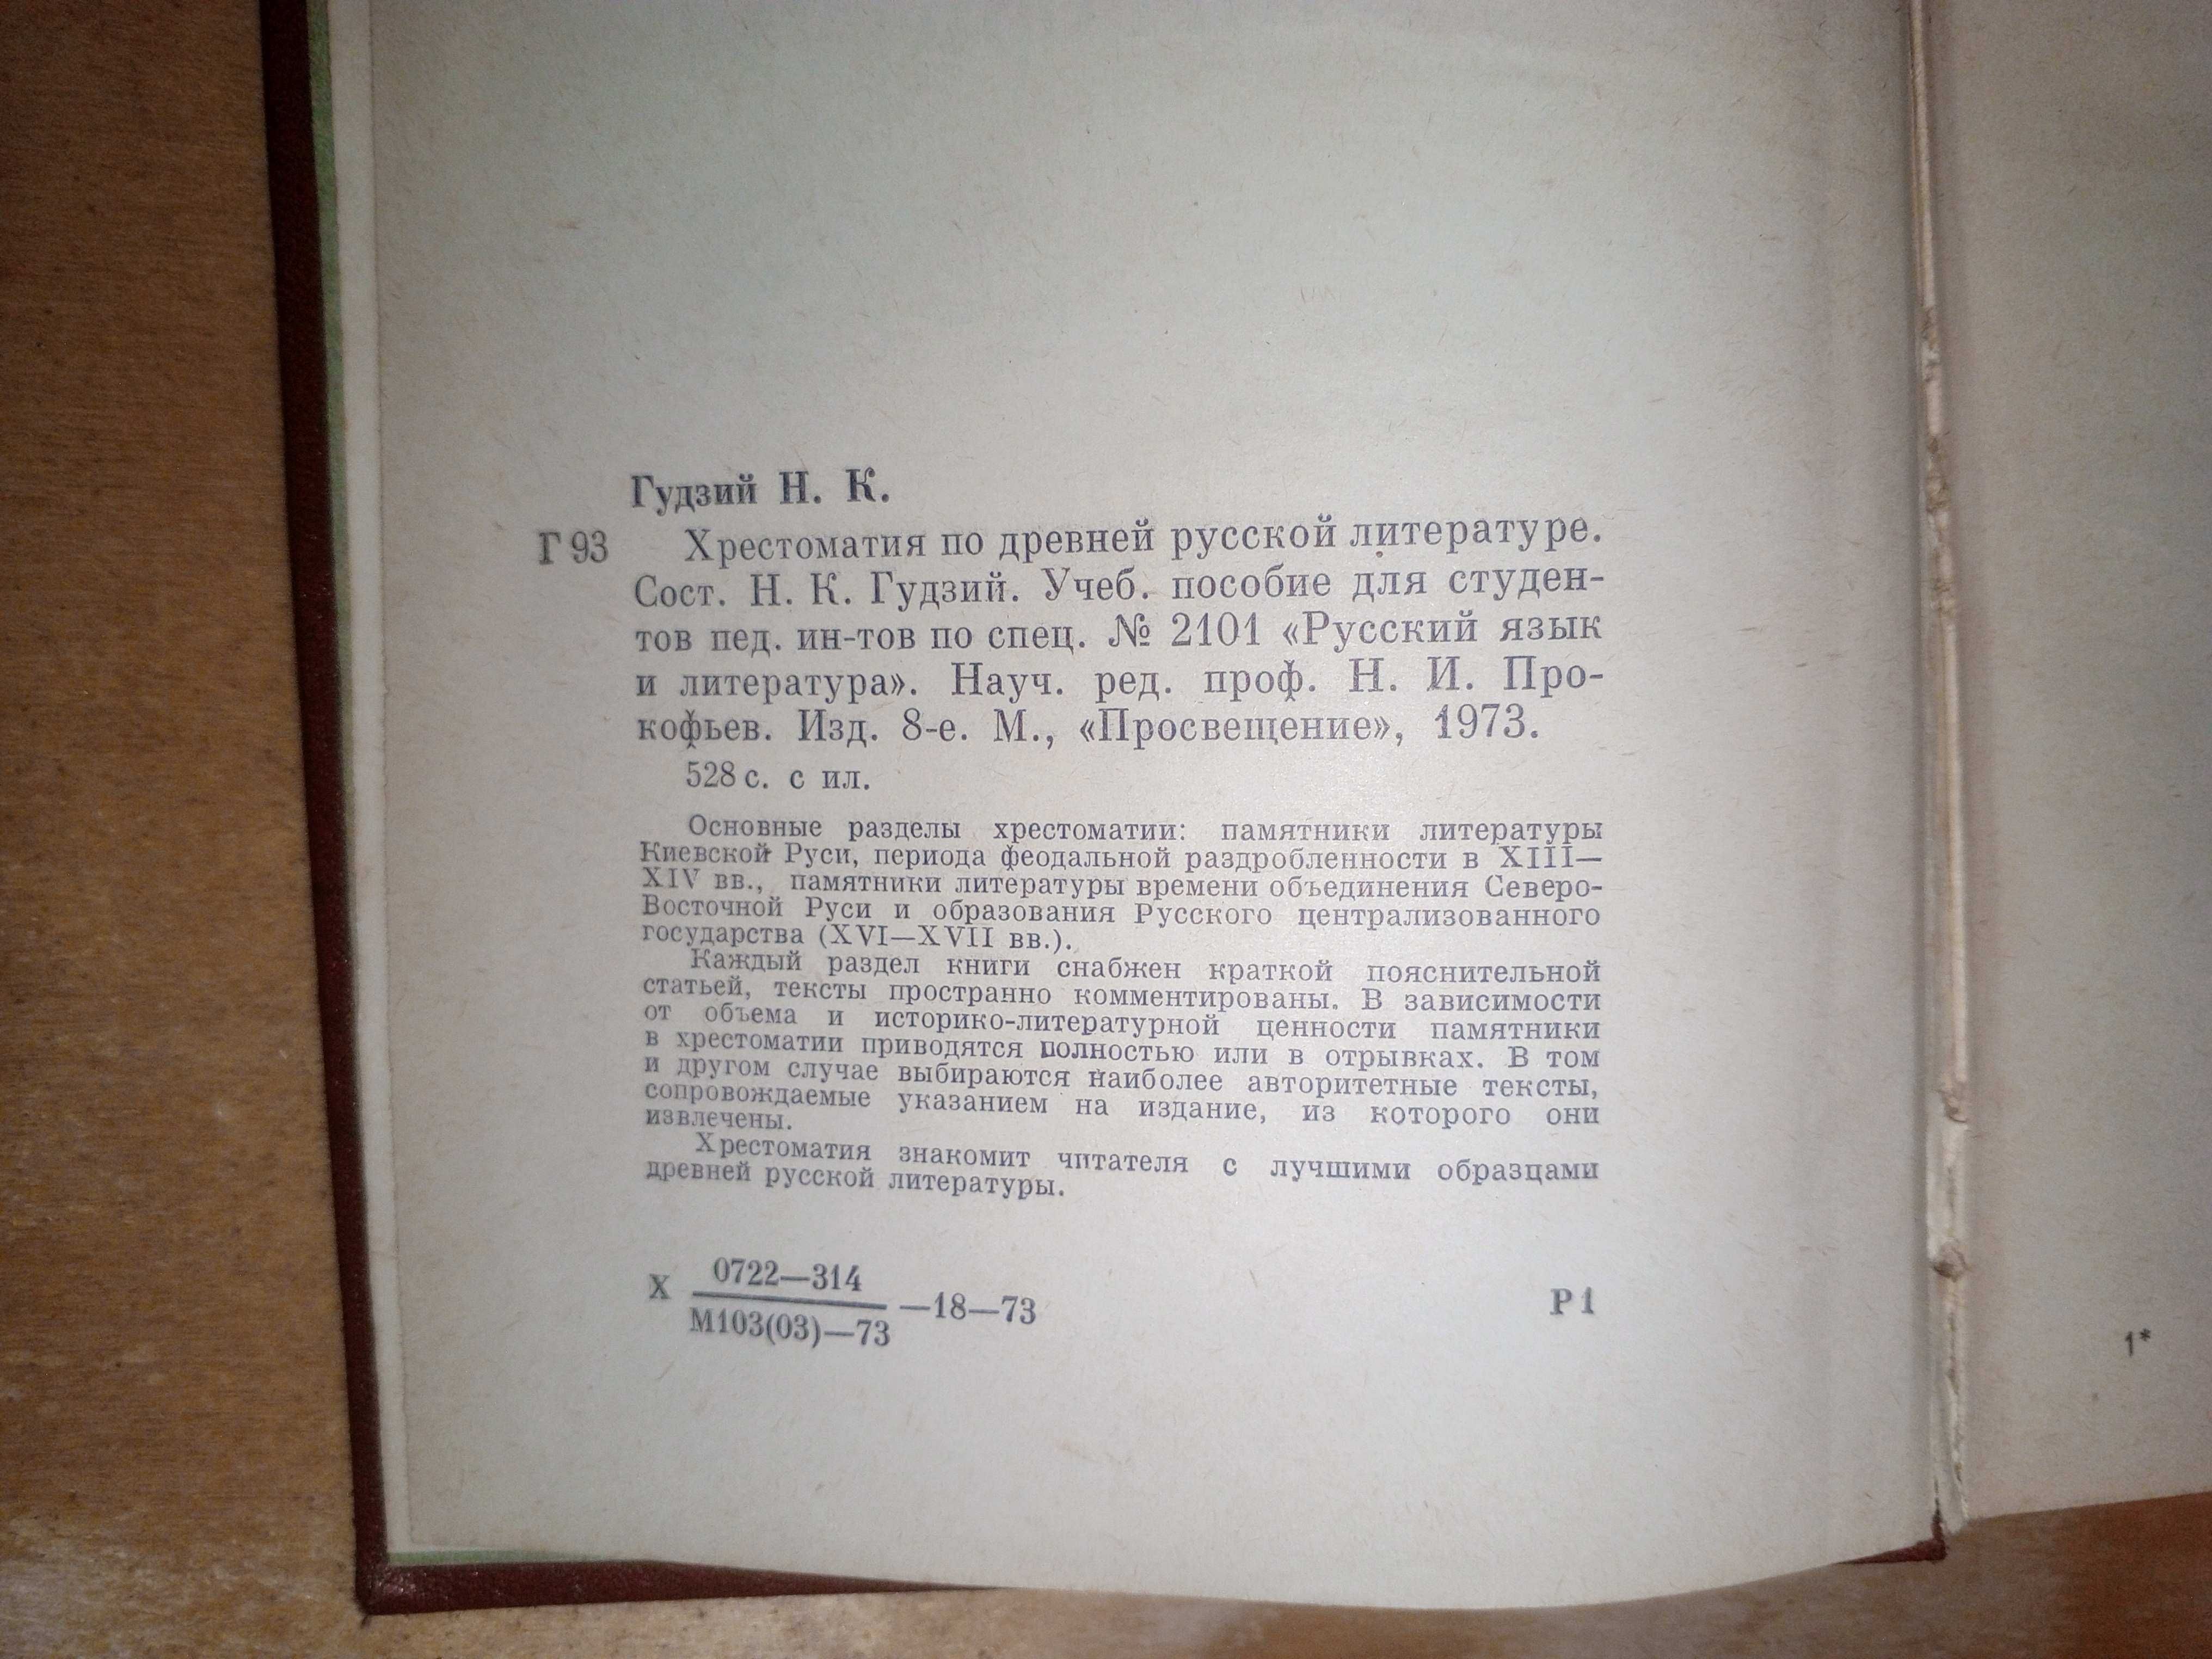 Гудзий Н. К.
Г 93 Хрестоматия по древней русской литературе.
Сост. Н. К. Гудзий. Учеб. пособие для студен-
тов пед. ин-тов по спец. № 2101 «Русский язык
и литература». Науч. ред. проф. Н. И. Про-
кофьев. Изд. 8-е. М., «Просвещение», 1973.
528 с. с ил.
Основные разделы хрестоматии: памятники литературы
Киевской Руси, периода феодальной раздробленности в XIII—
XIV вв., памятники литературы времени объединения Северо-
Восточной Руси и образования Русского централизованного
государства (XVI—XVII вв.).
Каждый раздел книги снабжен краткой пояснительной
статьей, тексты пространно комментированы. В зависимости
от объема и историко-литературной ценности памятники
в хрестоматии приводятся полностью или в отрывках. В том
и другом случае выбираются наиболее авторитетные тексты,
сопровождаемые указанием на издание, из которого они
извлечены.
Хрестоматия знакомит читателя с лучшими образцами
древней русской литературы.
0722—314
Х —18—73 Р1
М103(03)—73
1*